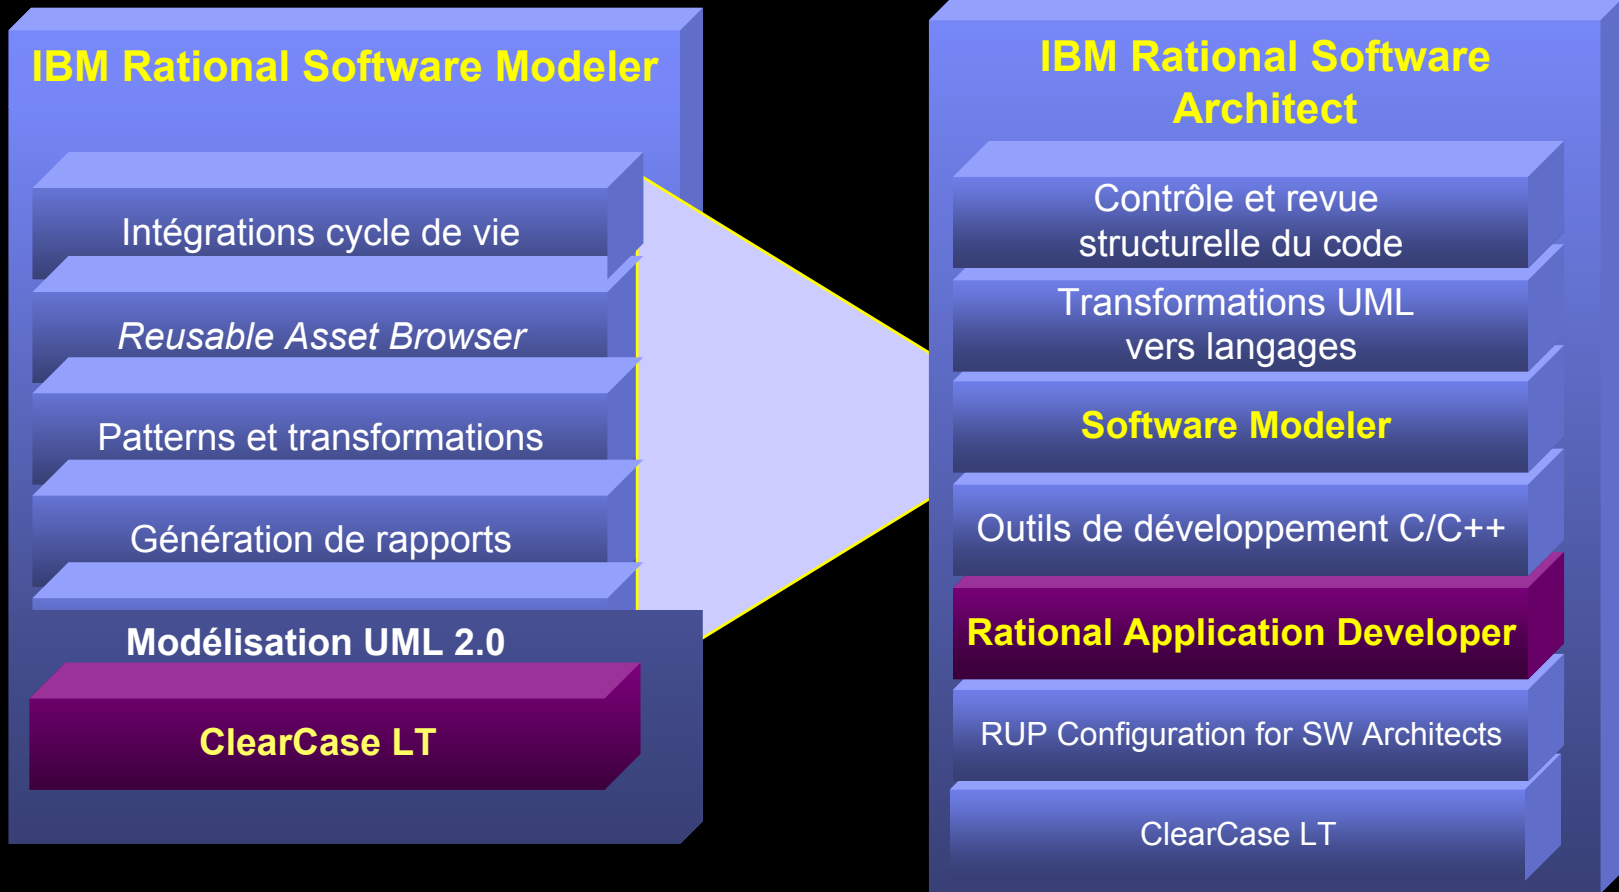 IBM Rational Software Modeler
Intégrations cycle de vie
Reusable Asset Browser
Patterns et transformations
Génération de rapports
Modélisation UML 2.0
ClearCase LT
IBM Rational Software
Architect
Contrôle et revue
structurelle du code
Transformations UML
vers langages
Software Modeler
Outils de développement C/C++
Rational Application Developer
RUP Configuration for SW Architects
ClearCase LT